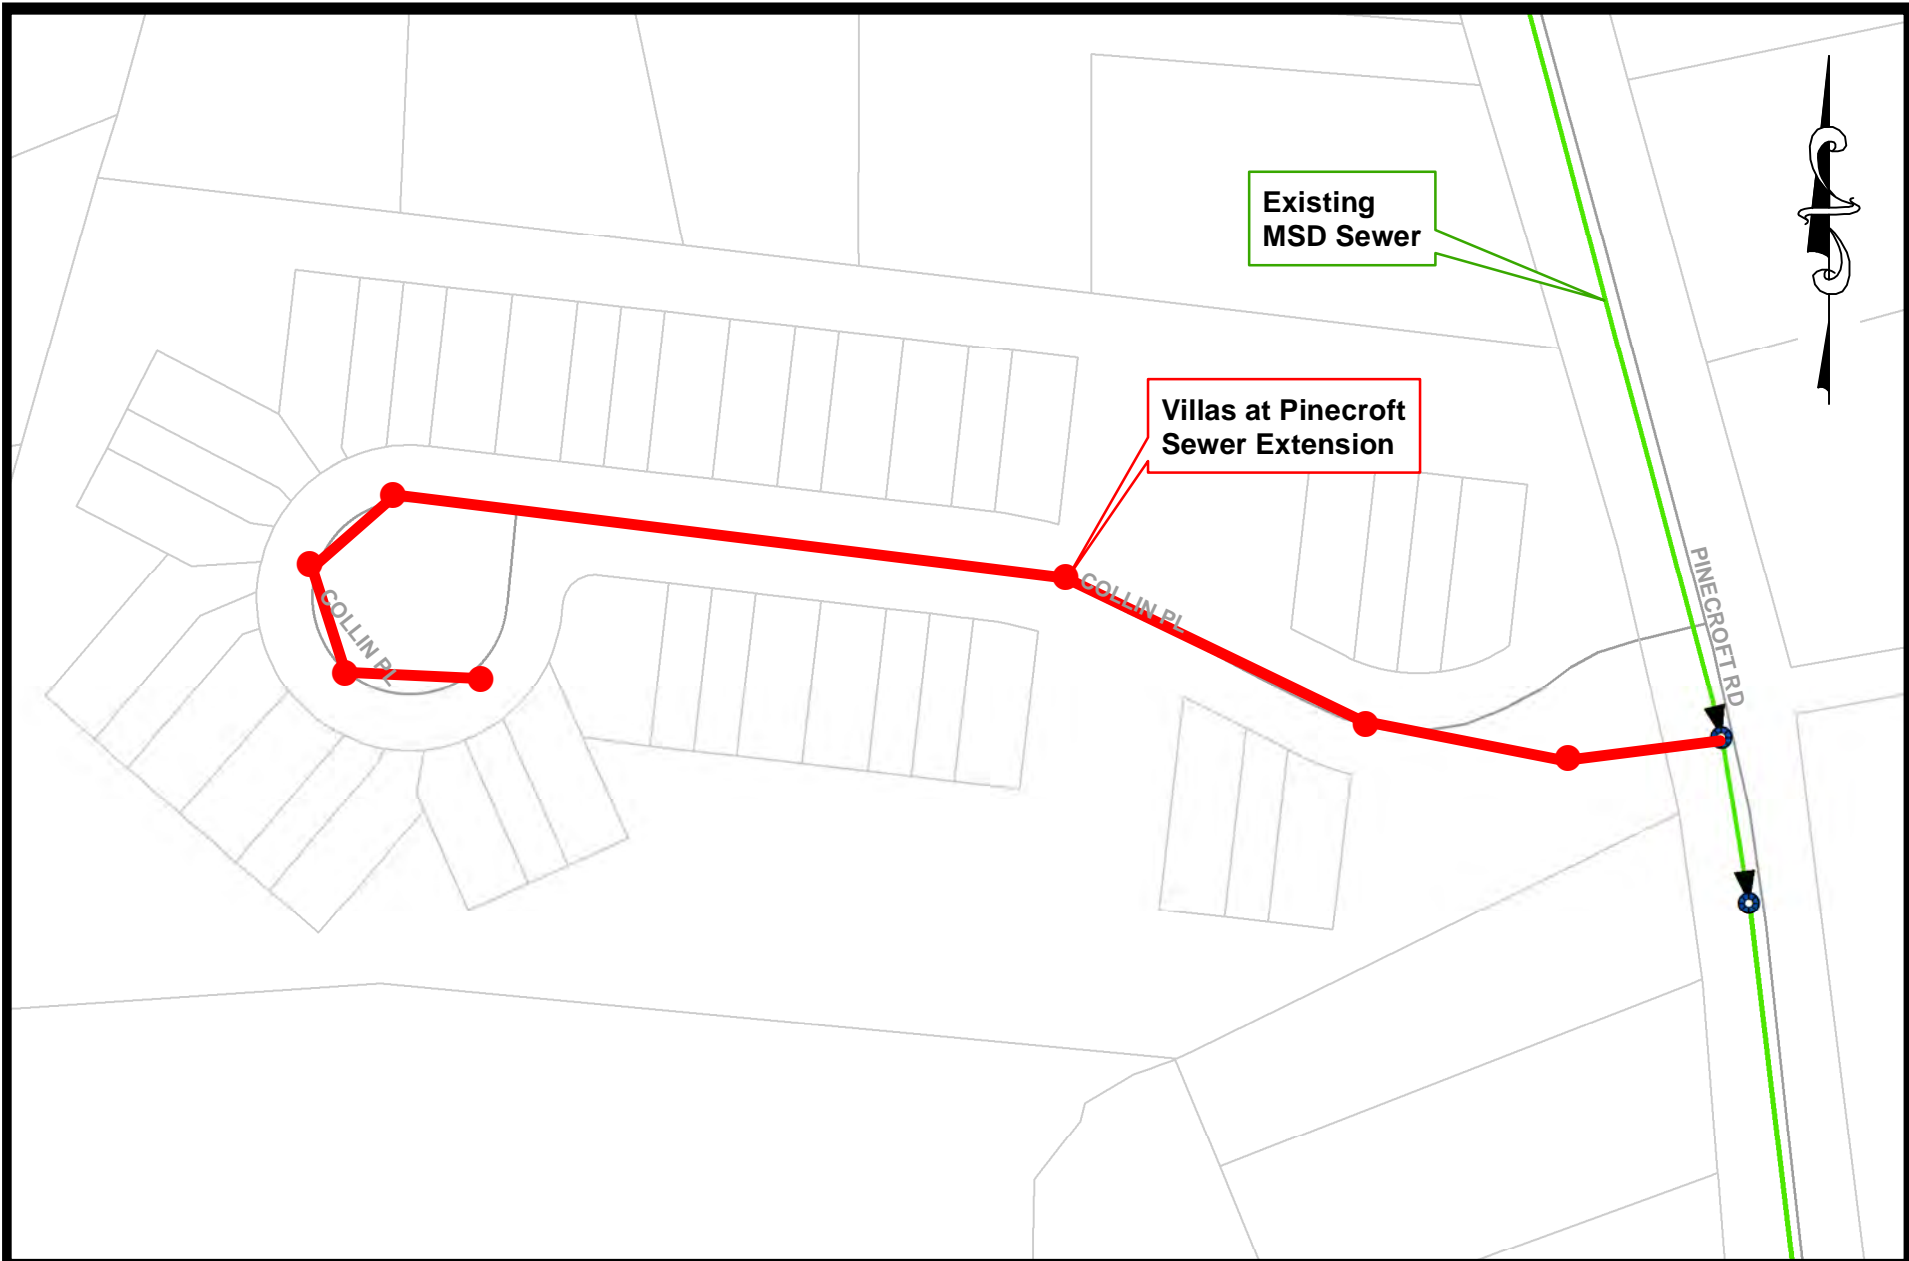 Existing
MSD Sewer
Villas at Pinecroft
Sewer Extension
COLLIN PL
COLLIN PL
PINECROFT RD